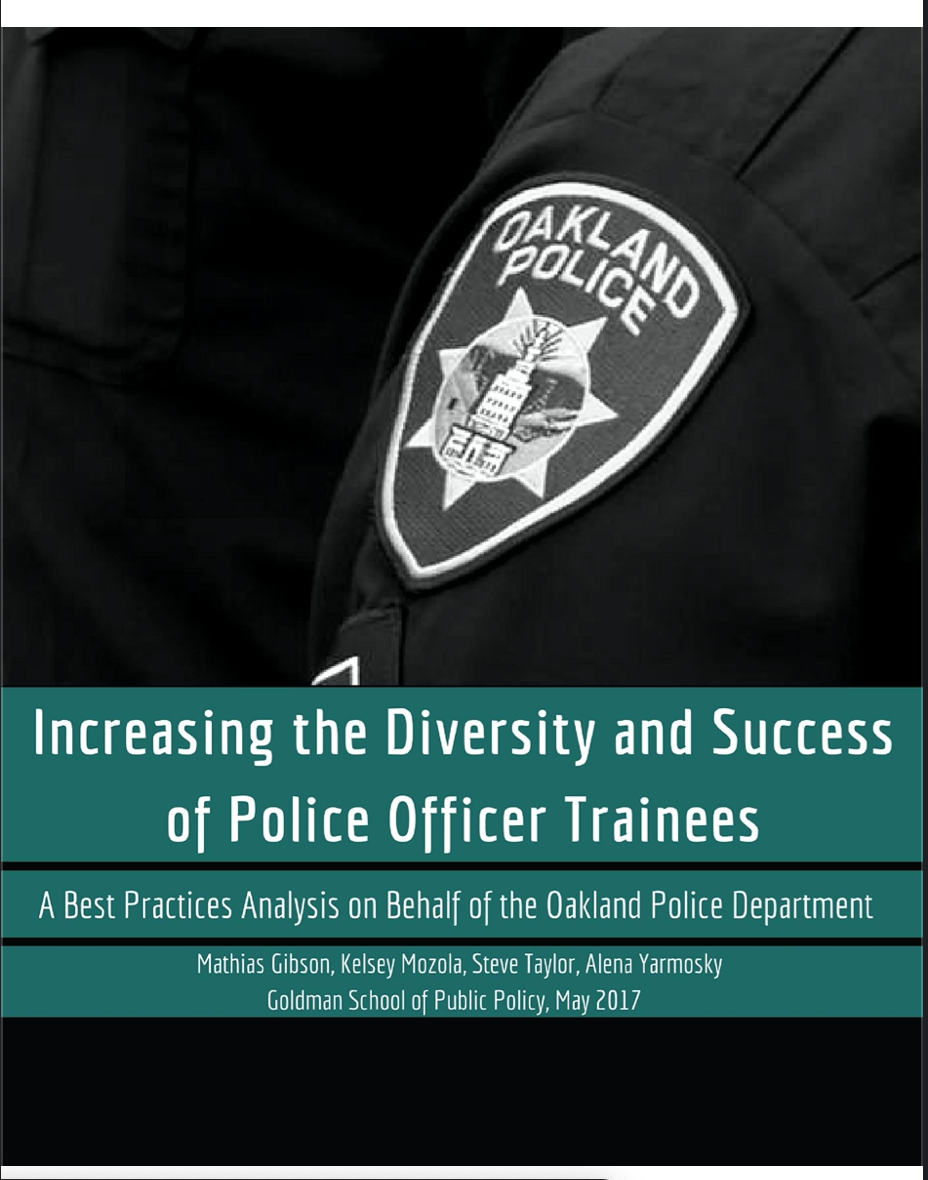 OAKLAND
POLICE
Increasing the Diversity and Success
of Police Officer Trainees
A Best Practices Analysis on Behalf of the Oakland Police Department
Mathias Gibson, Kelsey Mozola, Steve Taylor, Alena Yarmosky
Goldman School of Public Policy, May 2017